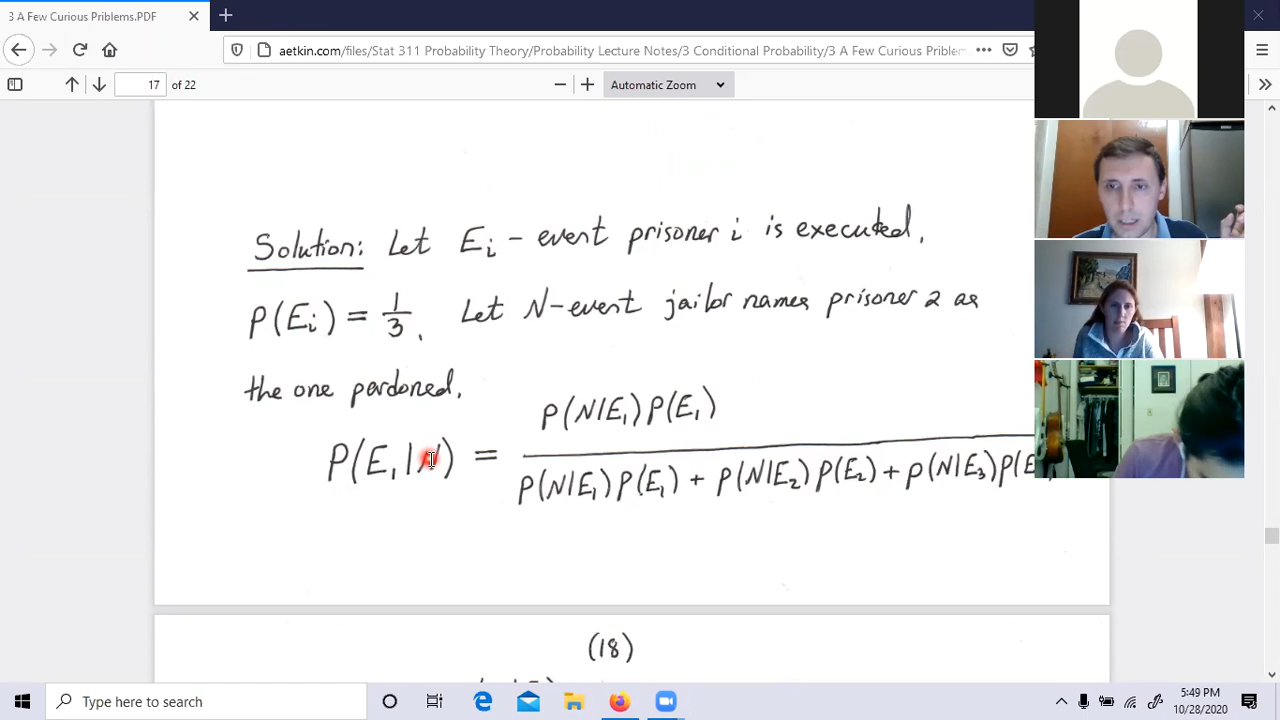 3 A Few Curious Priblems.PDF
aetkin.com/files/Stat 311 Probability Theory/Probability Lecture Notes/3 Conditional Probability/3 A Few Curious Priblem
17 of 22
Automatic Zoom
Solution: Let Ei - event prisoner i is executed.
P(Ei) = 1/3. Let N-event jailor names prisoner 2 as
the one pardoned.
P(E1|N) = P(N|E1)P(E1) / P(N|E1)P(E1) + P(N|E2)P(E2) + P(N|E3)P(E
(18)
Type here to search
5:49 PM
10/28/2020